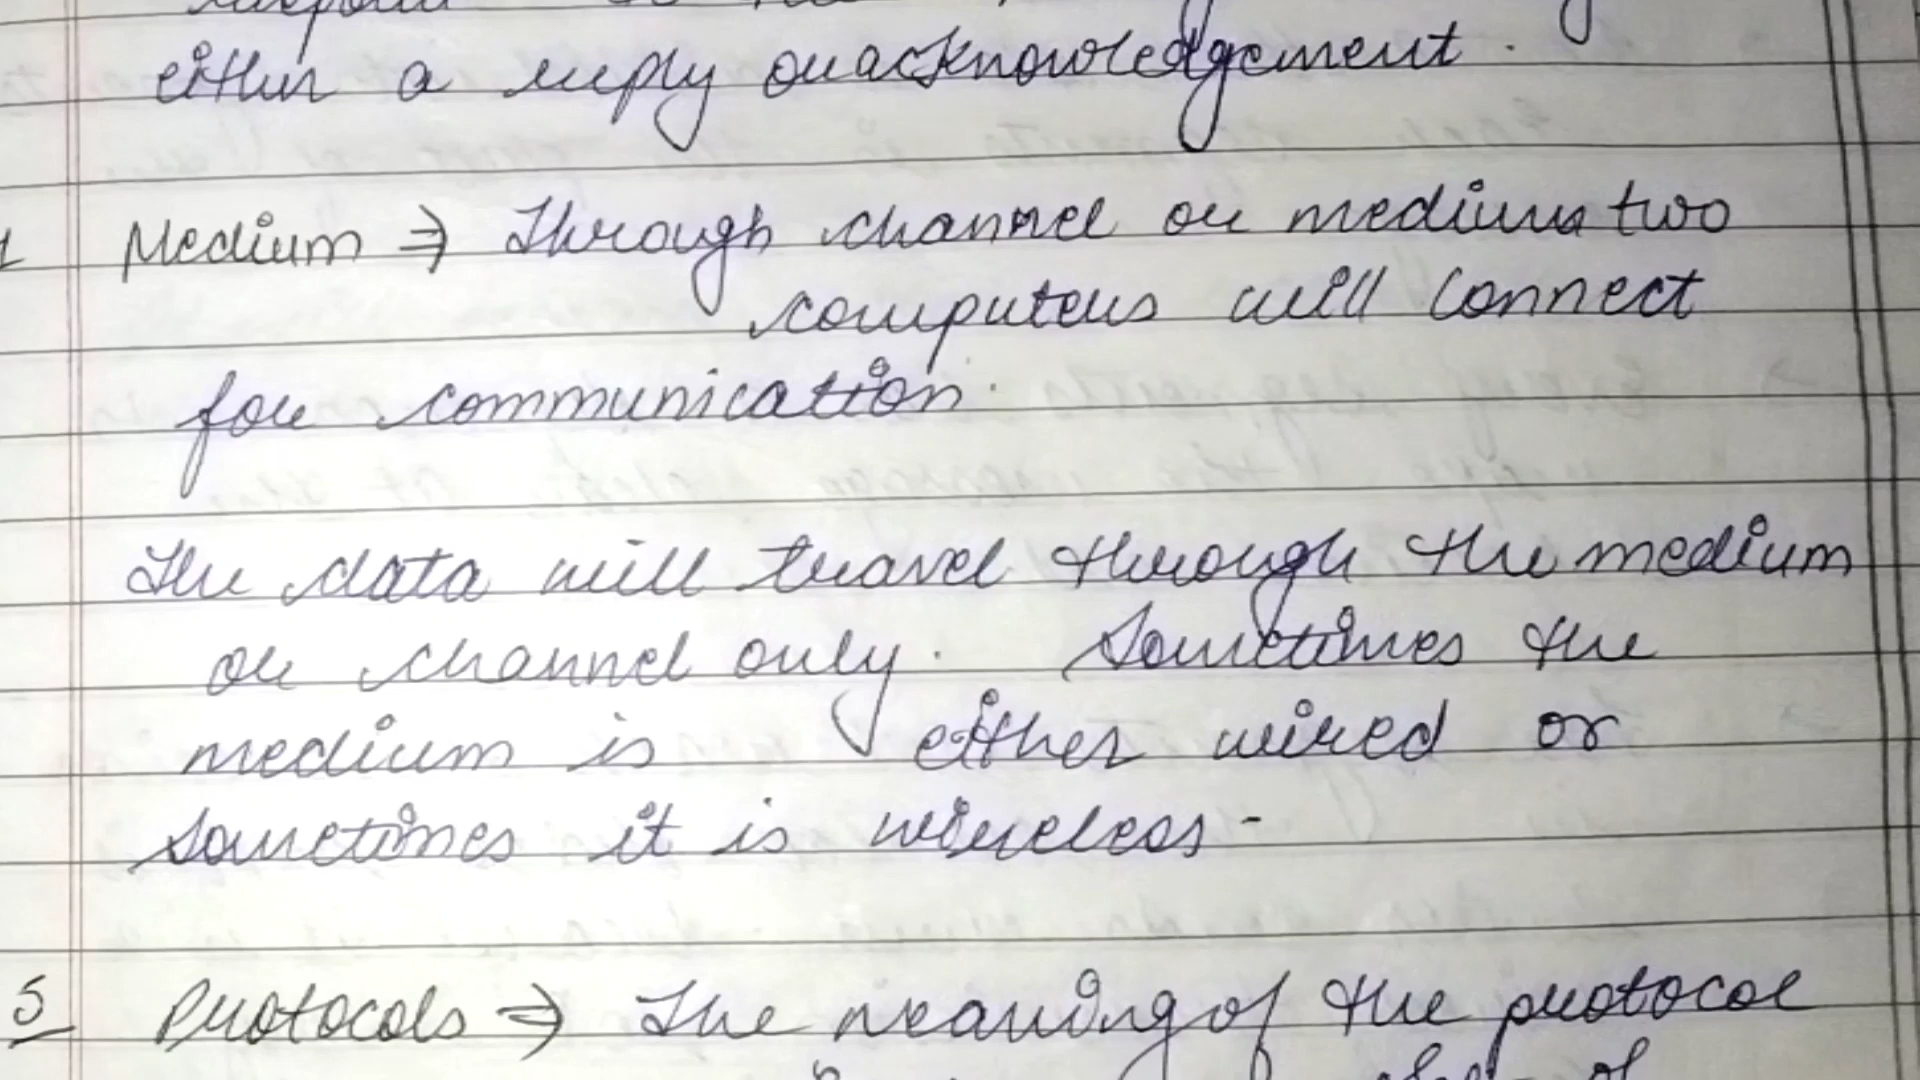 either a reply or acknowledgement.
Medium ⇒ Through channel or medium two
computers will connect
for communication.
The data will travel through the medium
or channel only. Sometimes the
medium is either wired or
sometimes it is wireless-
5 Protocols ⇒ The meaning of the protocol
of